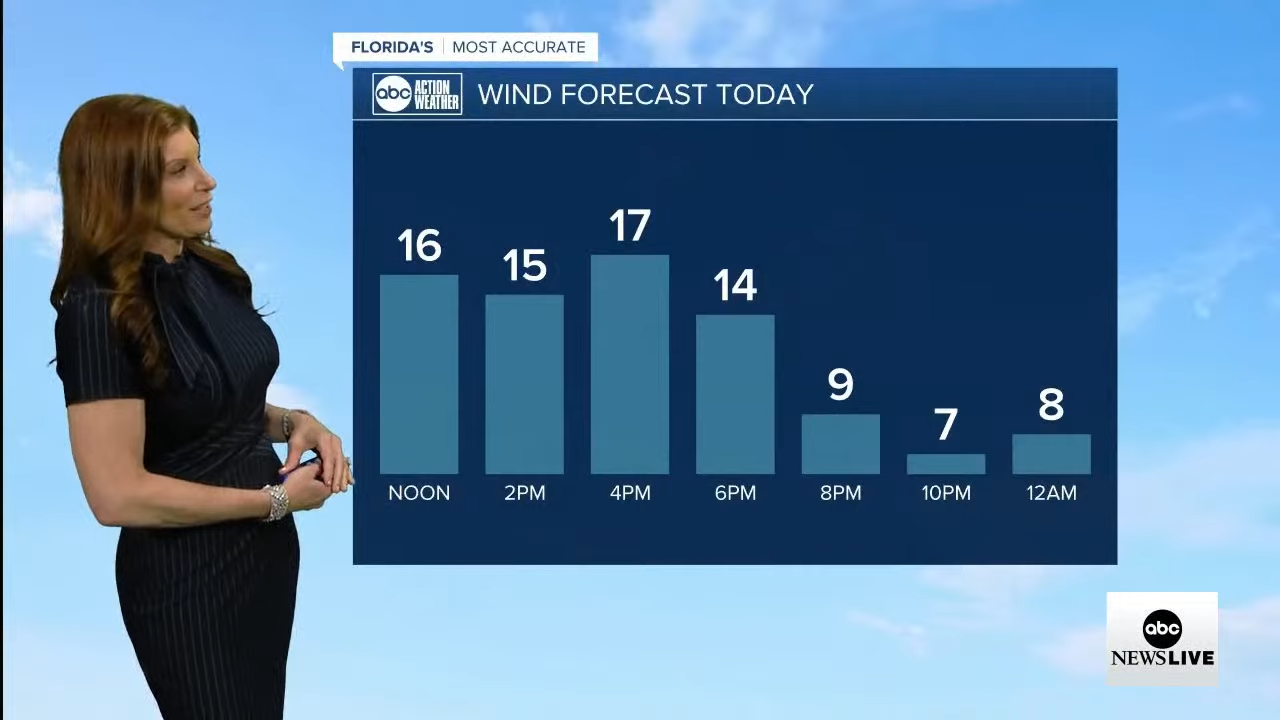 FLORIDA'S MOST ACCURATE
abc ACTION WEATHER
WIND FORECAST TODAY
16 15 17 14 9 7 8
NOON 2PM 4PM 6PM 8PM 10PM 12AM
abc
NEWSLIVE